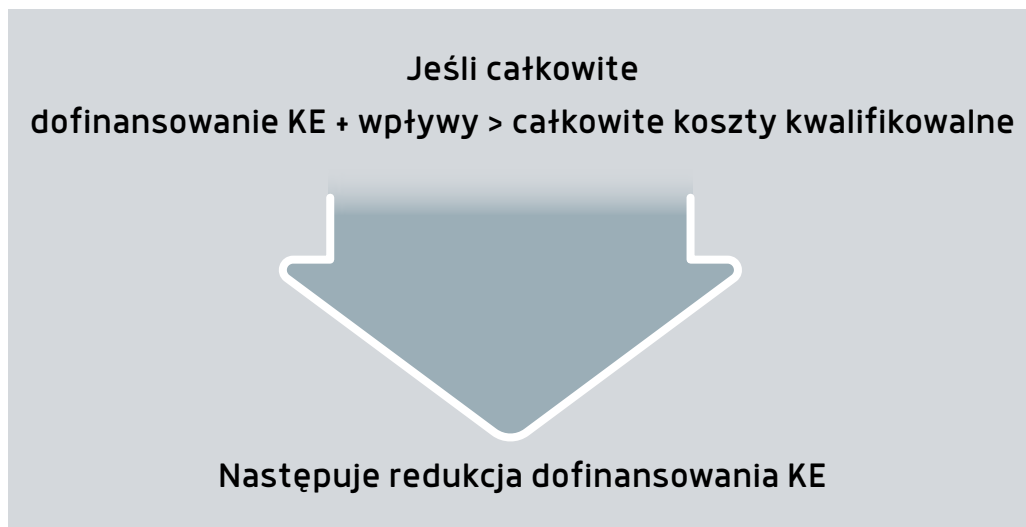 Jeśli całkowite
dofinansowanie KE + wpływy > całkowite koszty kwalifikowalne
Następuje redukcja dofinansowania KE